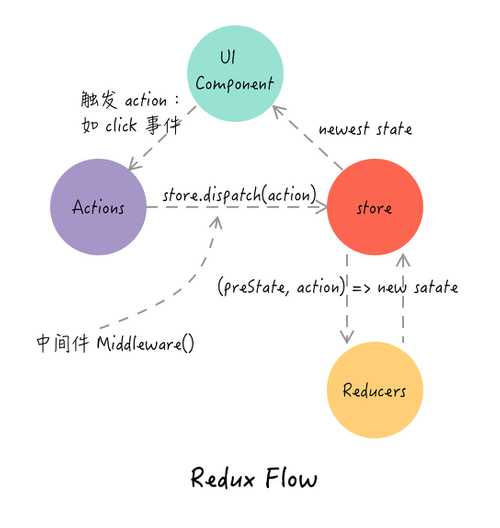 UI
Component
触发 action：
如 click 事件
newest state
Actions
store.dispatch(action)
store
(preState, action) => new satate
中间件 Middleware()
Reducers
Redux Flow